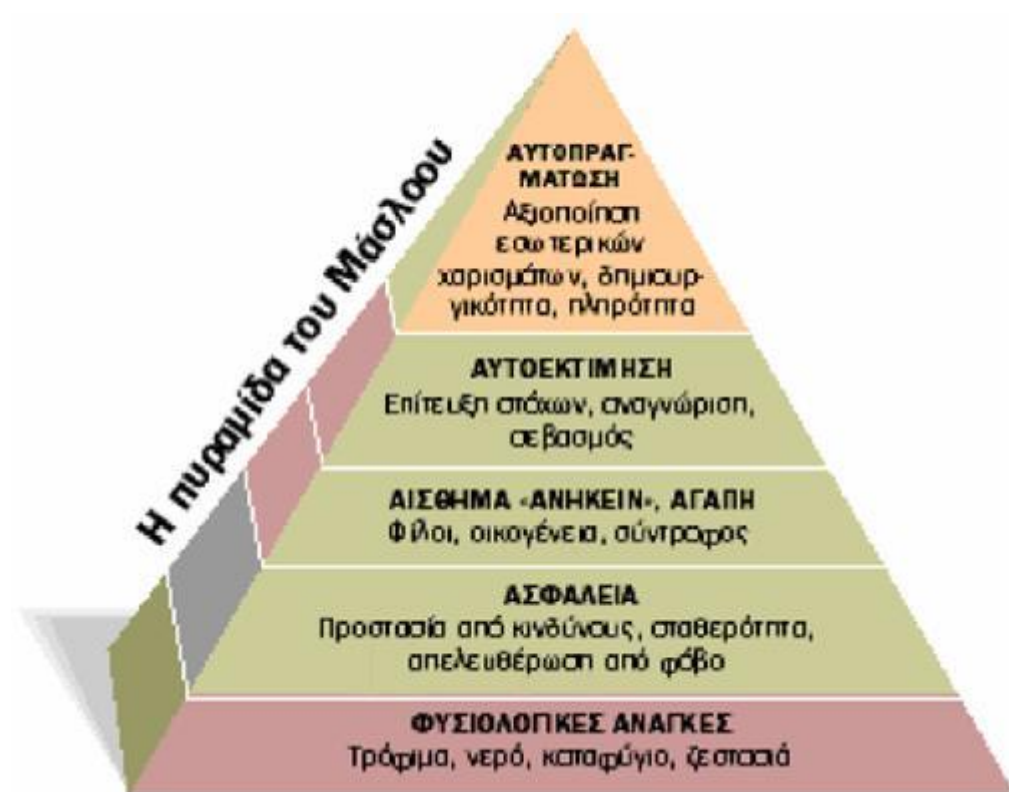 Η πυραμίδα του Μάσλοου
ΑΥΤΟΠΡΑΓ-
ΜΑΤΩΣΗ
Αξιοποίηση
εσωτερικών
χαρισμάτων, δημιουρ-
γικότητα, πληρότητα
ΑΥΤΟΕΚΤΙΜΗΣΗ
Επίτευξη στόχων, αναγνώριση,
σεβασμός
ΑΙΣΘΗΜΑ «ΑΝΗΚΕΙΝ», ΑΓΑΠΗ
Φίλοι, οικογένεια, σύντροφος
ΑΣΦΑΛΕΙΑ
Προστασία από κινδύνους, σταθερότητα,
απελευθέρωση από φόβο
ΦΥΣΙΟΛΟΓΙΚΕΣ ΑΝΑΓΚΕΣ
Τρόφιμα, νερό, καταφύγιο, ζεστασιά